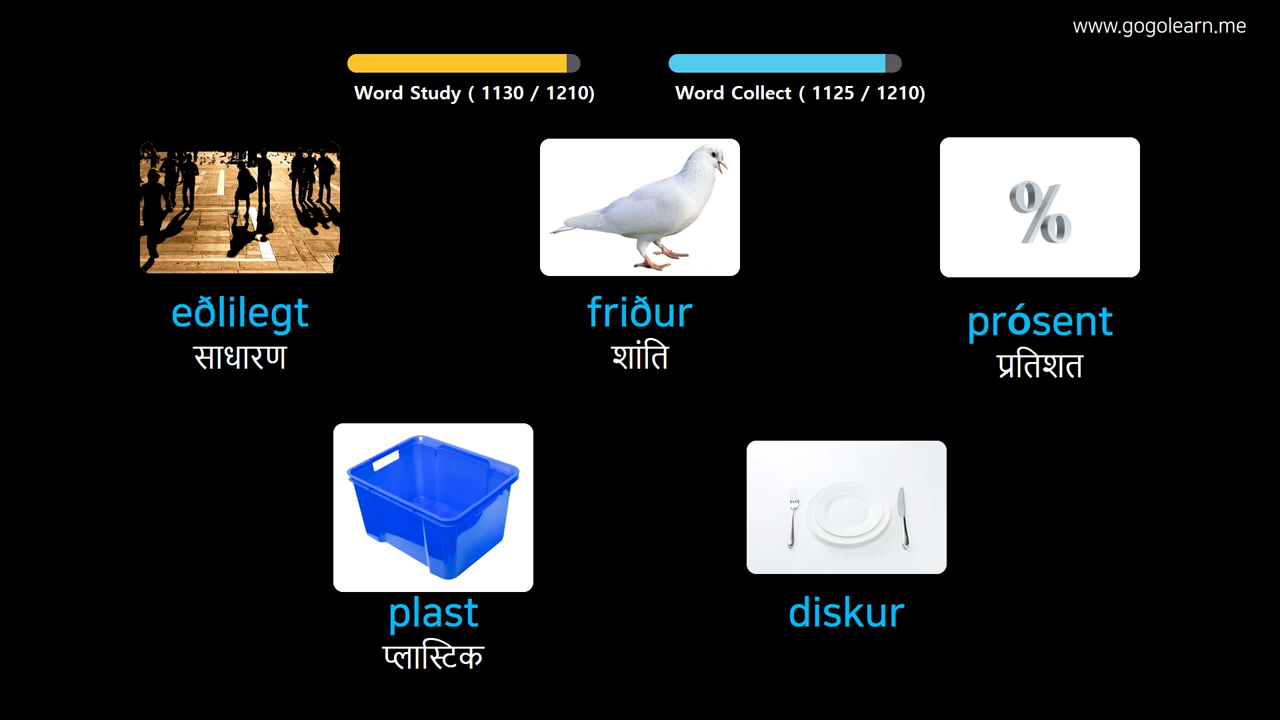 www.gogolearn.me
Word Study ( 1130 / 1210)
Word Collect ( 1125 / 1210)
eðlilegt
साधारण
friður
शांति
%
prósent
प्रतिशत
plast
प्लास्टिक
diskur